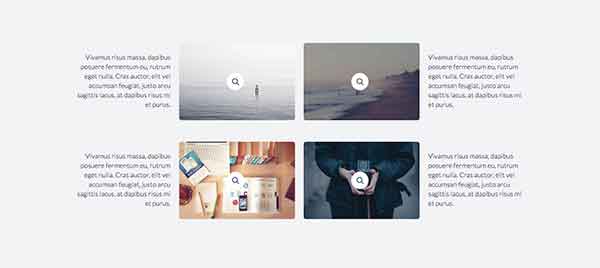 Vivamus risus massa, dapibus
posuere fermentum eu, rutrum
eget nulla. Cras auctor, elit vel
accumsan feugiat, justo arcu
sagittis lacus, at dapibus risus mi
et purus.
Vivamus risus massa, dapibus
posuere fermentum eu, rutrum
eget nulla. Cras auctor, elit vel
accumsan feugiat, justo arcu
sagittis lacus, at dapibus risus mi
et purus.
Vivamus risus massa, dapibus
posuere fermentum eu, rutrum
eget nulla. Cras auctor, elit vel
accumsan feugiat, justo arcu
sagittis lacus, at dapibus risus mi
et purus.
Vivamus risus massa, dapibus
posuere fermentum eu, rutrum
eget nulla. Cras auctor, elit vel
accumsan feugiat, justo arcu
sagittis lacus, at dapibus risus mi
et purus.